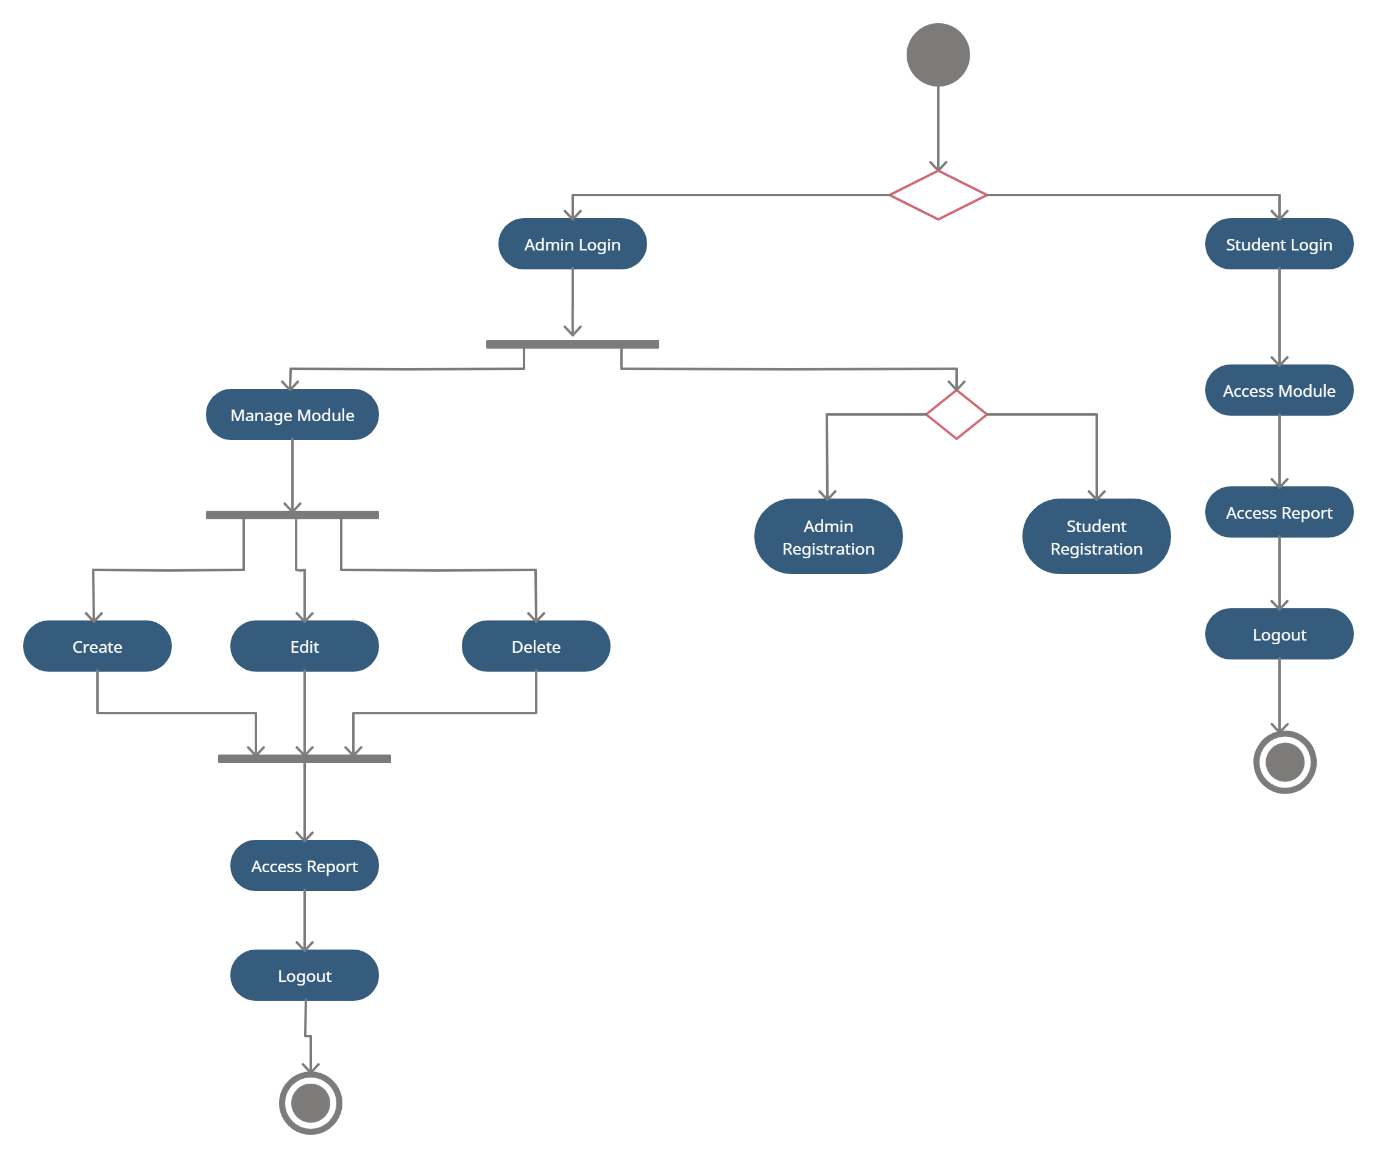 Admin Login
Student Login
Manage Module
Access Module
Admin
Registration
Student
Registration
Access Report
Create
Edit
Delete
Logout
Access Report
Logout